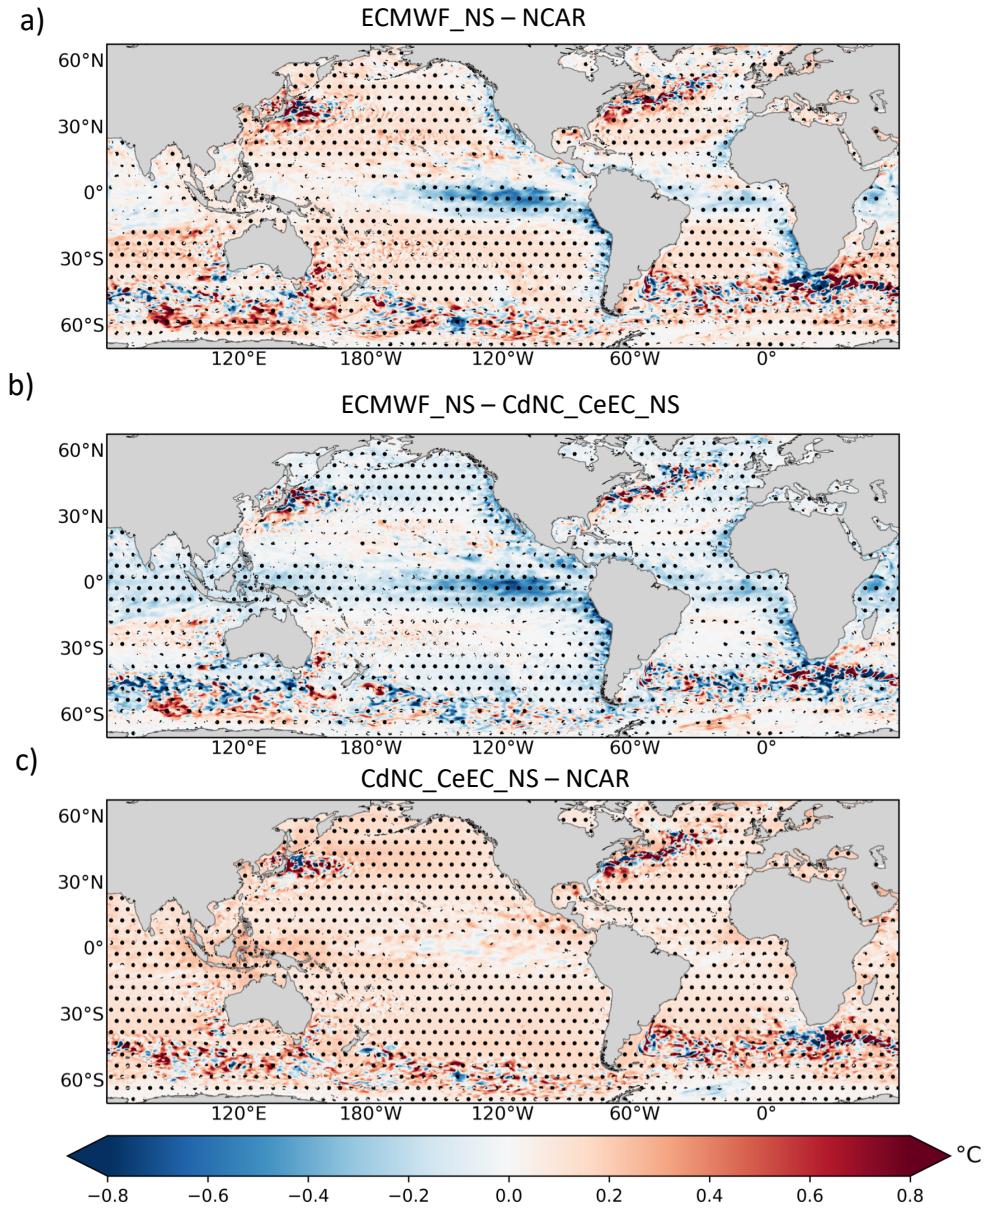 a)
ECMWF_NS – NCAR
60°N
30°N
0°
30°S
60°S
120°E 180°W 120°W 60°W 0°
b)
ECMWF_NS – CdNC_CeEC_NS
60°N
30°N
0°
30°S
60°S
120°E 180°W 120°W 60°W 0°
c)
CdNC_CeEC_NS – NCAR
60°N
30°N
0°
30°S
60°S
120°E 180°W 120°W 60°W 0°
°C
−0.8 −0.6 −0.4 −0.2 0.0 0.2 0.4 0.6 0.8